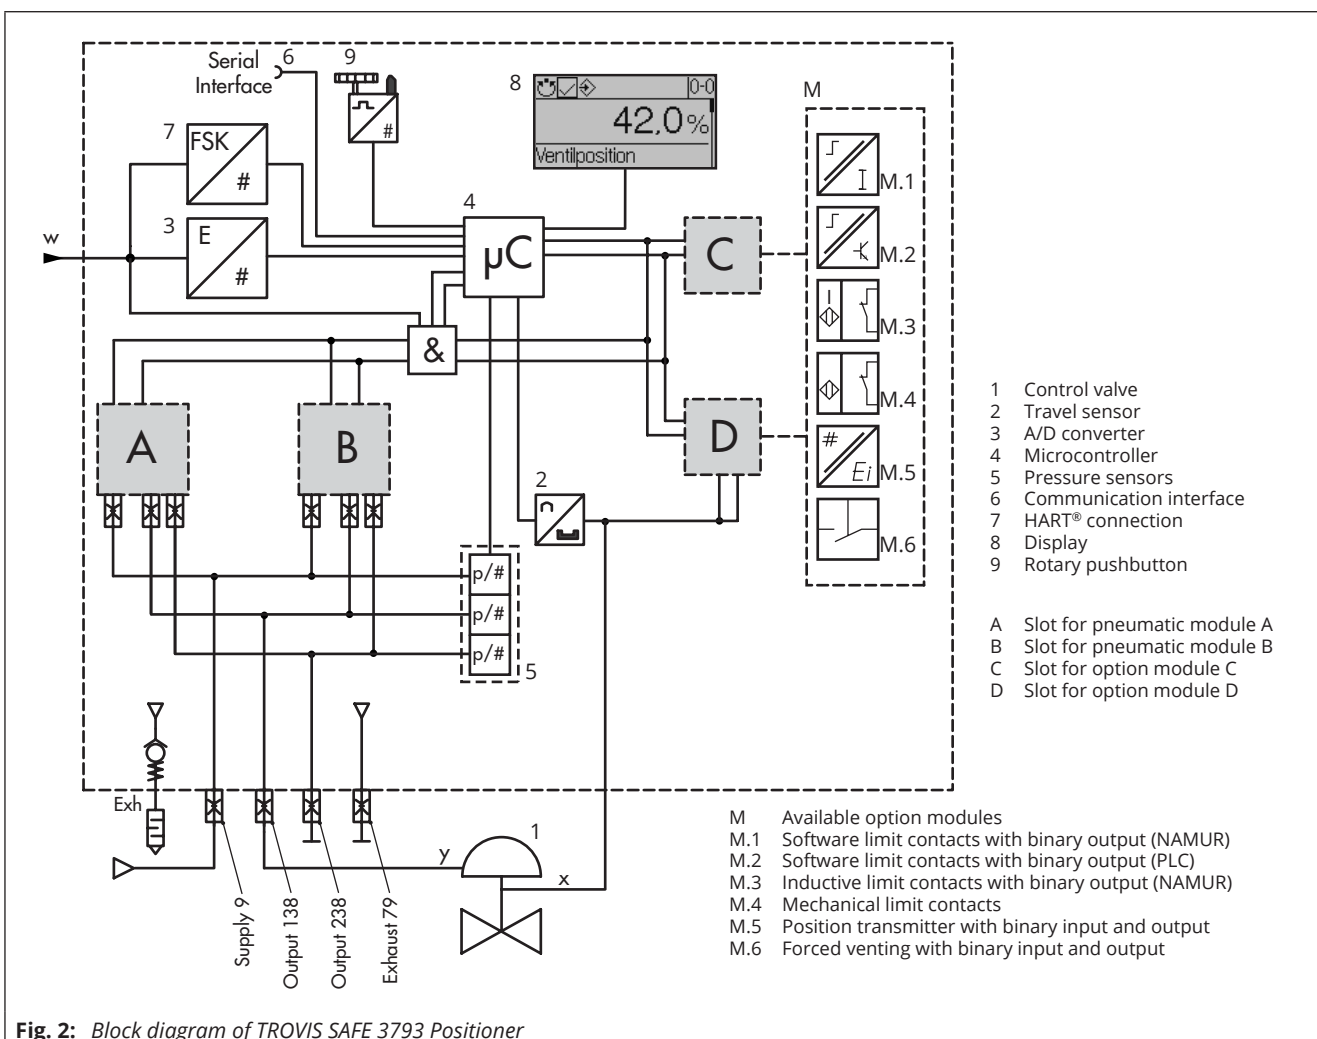 Serial
Interface
6
9
8
0-0
42,0%
Ventilposition
M
7
FSK
#
#
M.1
4
3
E
#
w
µC
C
M.2
M.3
&
M.4
A
B
D
#
Ei
M.5
2
M.6
p/#
p/#
p/#
5
Exh
y
1
x
Supply 9
Output 138
Output 238
Exhaust 79
1 Control valve
2 Travel sensor
3 A/D converter
4 Microcontroller
5 Pressure sensors
6 Communication interface
7 HART® connection
8 Display
9 Rotary pushbutton
A Slot for pneumatic module A
B Slot for pneumatic module B
C Slot for option module C
D Slot for option module D
M Available option modules
M.1 Software limit contacts with binary output (NAMUR)
M.2 Software limit contacts with binary output (PLC)
M.3 Inductive limit contacts with binary output (NAMUR)
M.4 Mechanical limit contacts
M.5 Position transmitter with binary input and output
M.6 Forced venting with binary input and output
Fig. 2: Block diagram of TROVIS SAFE 3793 Positioner